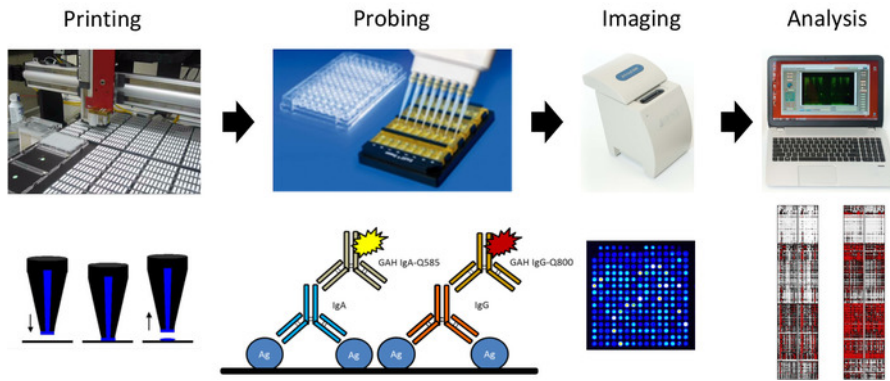 Printing
Probing
Imaging
Analysis
GAH IgA-Q585
GAH IgG-Q800
IgA
IgG
Ag
Ag
Ag
Ag